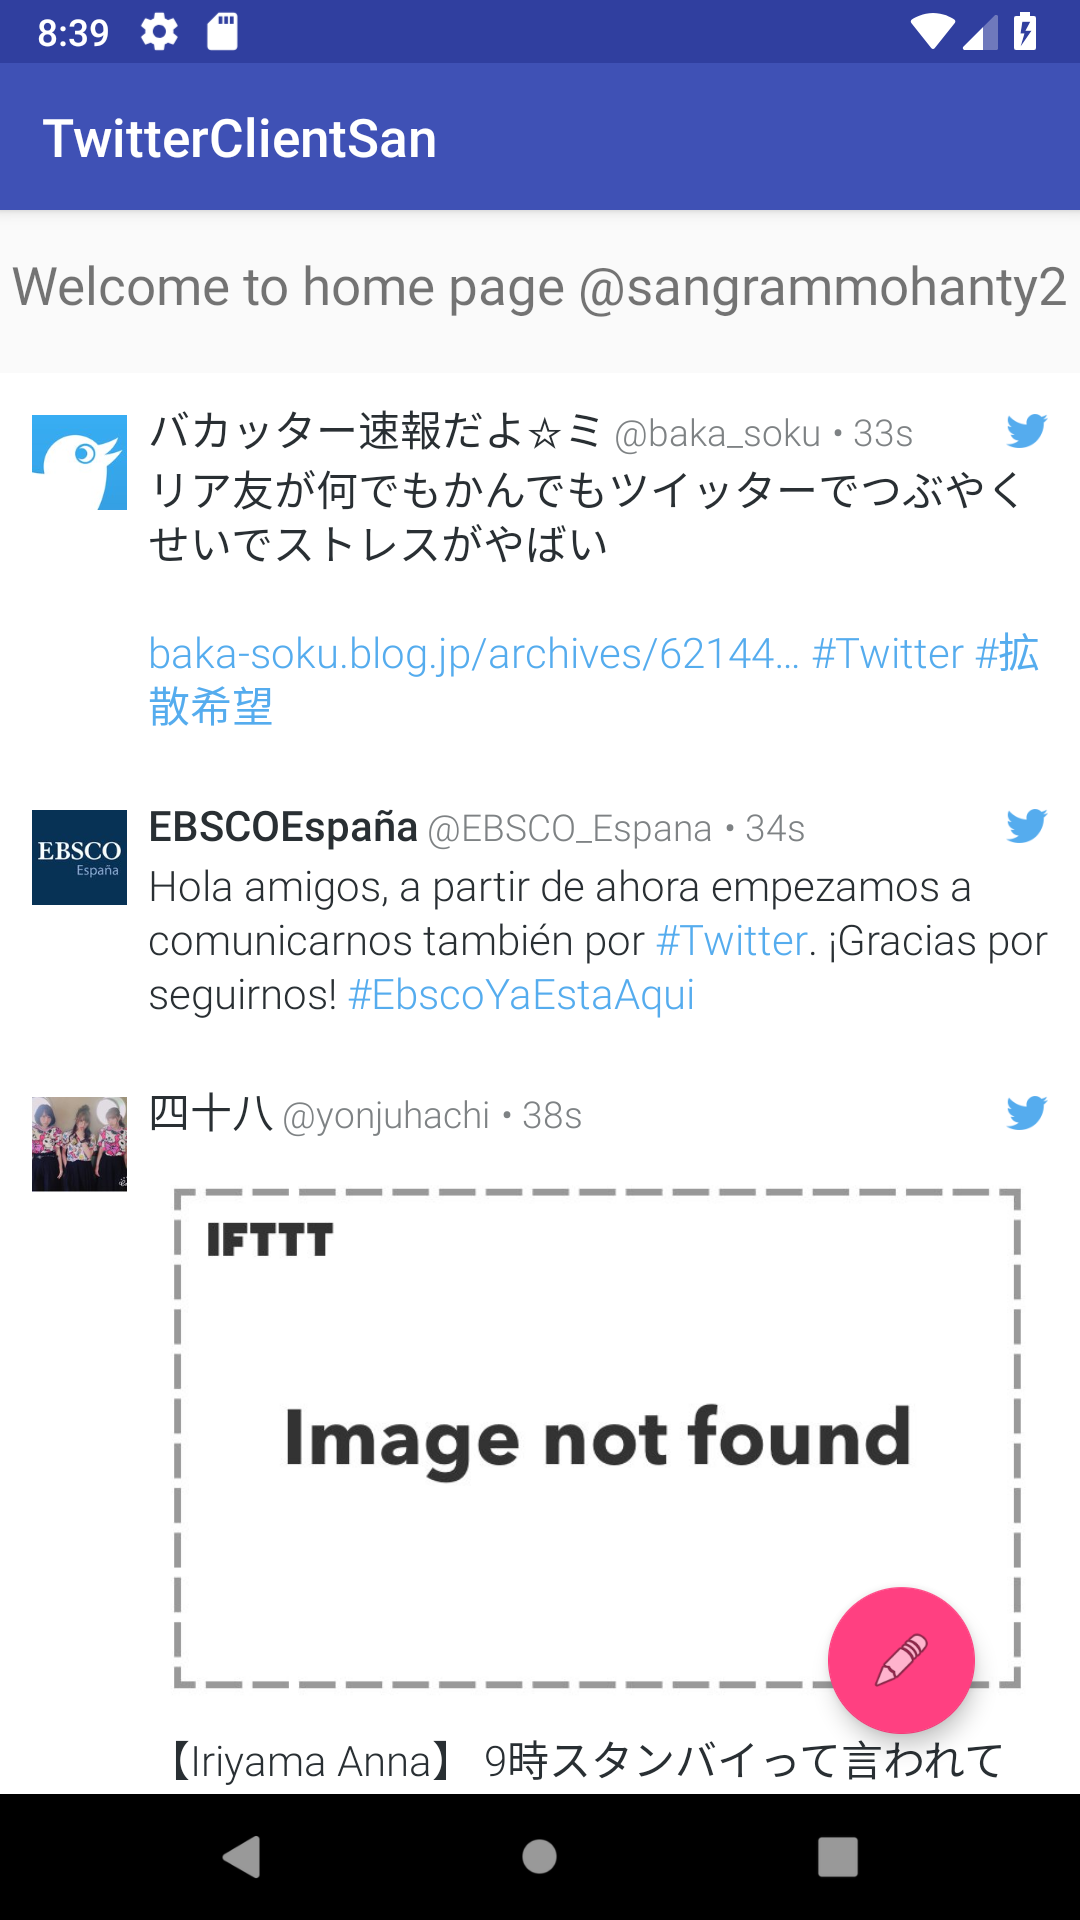 8:39
TwitterClientSan
Welcome to home page @sangrammohanty2
バカッター速報だよ☆ミ @baka_soku • 33s
リア友が何でもかんでもツイッターでつぶやく
せいでストレスがやばい
baka-soku.blog.jp/archives/62144… #Twitter #拡
散希望
EBSCO
España
EBSCOEspaña @EBSCO_Espana • 34s
Hola amigos, a partir de ahora empezamos a
comunicarnos también por #Twitter. ¡Gracias por
seguirnos! #EbscoYaEstaAqui
四十八 @yonjuhachi • 38s
IFTTT
Image not found
【Iriyama Anna】 9時スタンバイって言われて